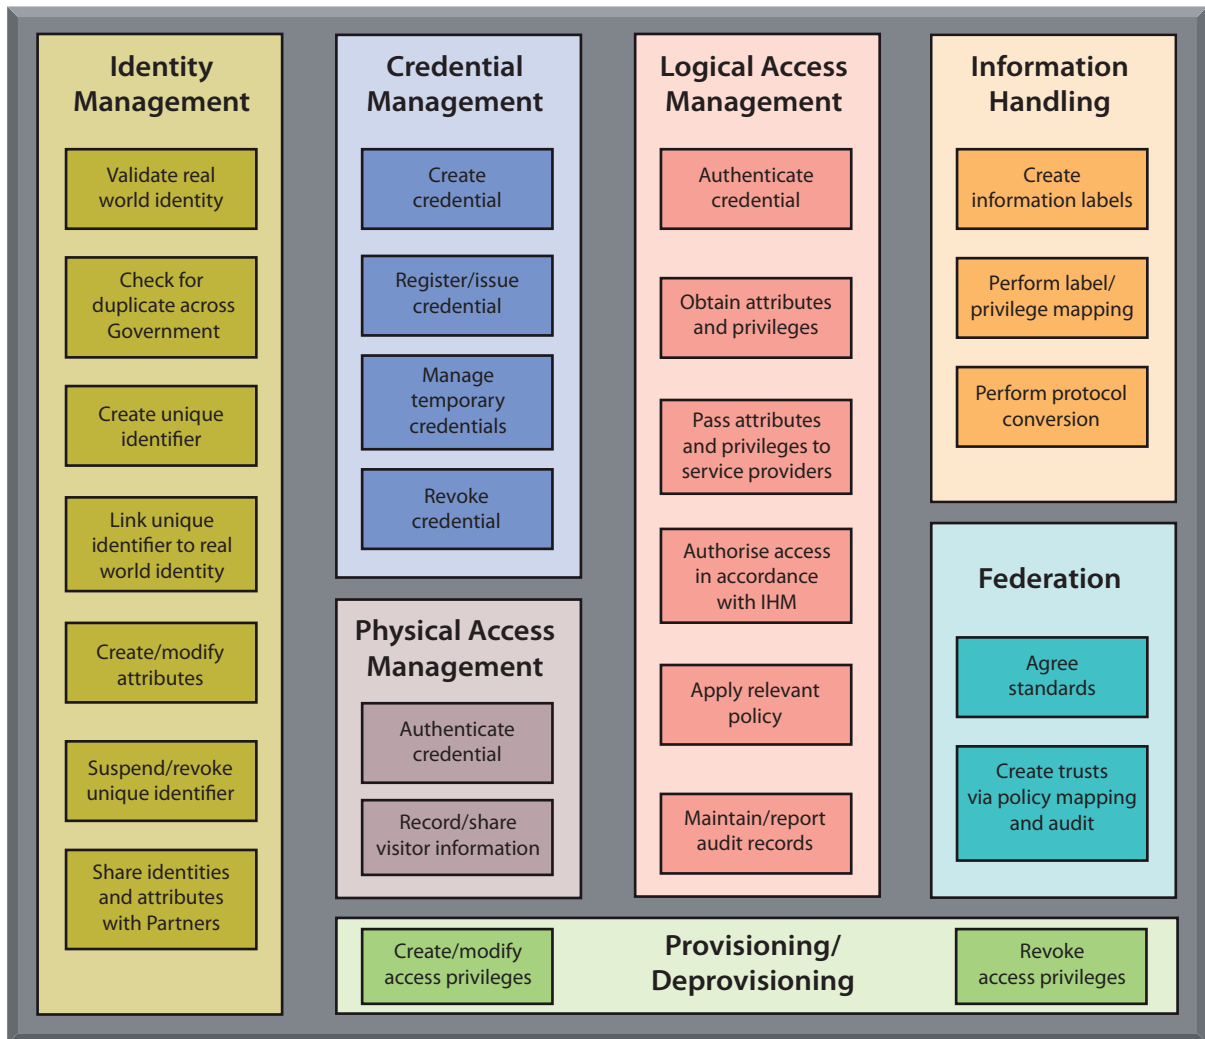 Identity
Management
Validate real
world identity
Check for
duplicate across
Government
Create unique
identifier
Link unique
identifier to real
world identity
Create/modify
attributes
Suspend/revoke
unique identifier
Share identities
and attributes
with Partners
Credential
Management
Create
credential
Register/issue
credential
Manage
temporary
credentials
Revoke
credential
Physical Access
Management
Authenticate
credential
Record/share
visitor information
Logical Access
Management
Authenticate
credential
Obtain attributes
and privileges
Pass attributes
and privileges to
service providers
Authorise access
in accordance
with IHM
Apply relevant
policy
Maintain/report
audit records
Information
Handling
Create
information labels
Perform label/
privilege mapping
Perform protocol
conversion
Federation
Agree
standards
Create trusts
via policy mapping
and audit
Create/modify
access privileges
Provisioning/
Deprovisioning
Revoke
access privileges